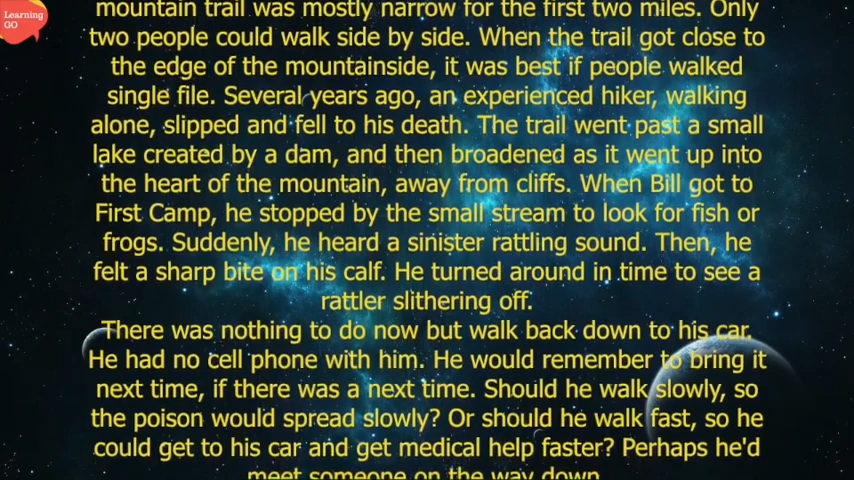 Learning
GO
mountain trail was mostly narrow for the first two miles. Only
two people could walk side by side. When the trail got close to
the edge of the mountainside, it was best if people walked
single file. Several years ago, an experienced hiker, walking
alone, slipped and fell to his death. The trail went past a small
lake created by a dam, and then broadened as it went up into
the heart of the mountain, away from cliffs. When Bill got to
First Camp, he stopped by the small stream to look for fish or
frogs. Suddenly, he heard a sinister rattling sound. Then, he
felt a sharp bite on his calf. He turned around in time to see a
rattler slithering off.
There was nothing to do now but walk back down to his car.
He had no cell phone with him. He would remember to bring it
next time, if there was a next time. Should he walk slowly, so
the poison would spread slowly? Or should he walk fast, so he
could get to his car and get medical help faster? Perhaps he'd
meet someone on the way down